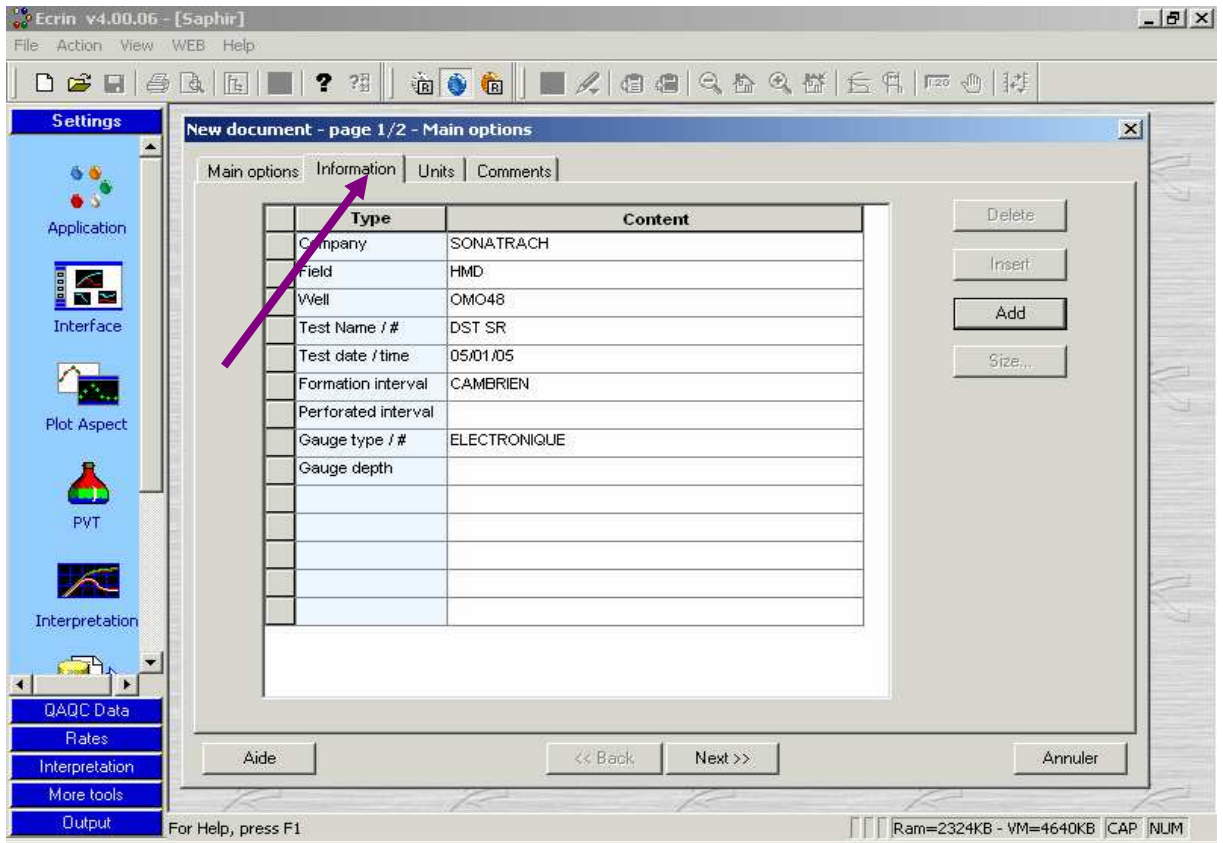 Ecrin v4.00.06 - [Saphir]
File Action View WEB Help
Settings
Application
Interface
Plot Aspect
PVT
Interpretation
QAQC Data
Rates
Interpretation
More tools
Output
New document - page 1/2 - Main options
Main options Information Units Comments
Type Content
Company SONATRACH
Field HMD
Well OMO48
Test Name / # DST SR
Test date / time 05/01/05
Formation interval CAMBRIEN
Perforated interval
Gauge type / # ELECTRONIQUE
Gauge depth
Delete
Insert
Add
Size...
Aide << Back Next >> Annuler
For Help, press F1 Ram=2324KB - VM=4640KB CAP NUM